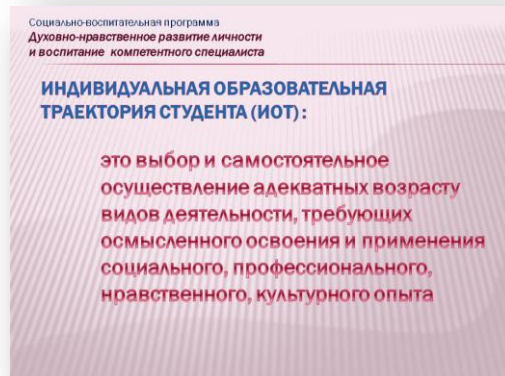 Социально-воспитательная программа
Духовно-нравственное развитие личности
и воспитание компетентного специалиста
ИНДИВИДУАЛЬНАЯ ОБРАЗОВАТЕЛЬНАЯ
ТРАЕКТОРИЯ СТУДЕНТА (ИОТ) :
это выбор и самостоятельное
осуществление адекватных возрасту
видов деятельности, требующих
осмысленного освоения и применения
социального, профессионального,
нравственного, культурного опыта